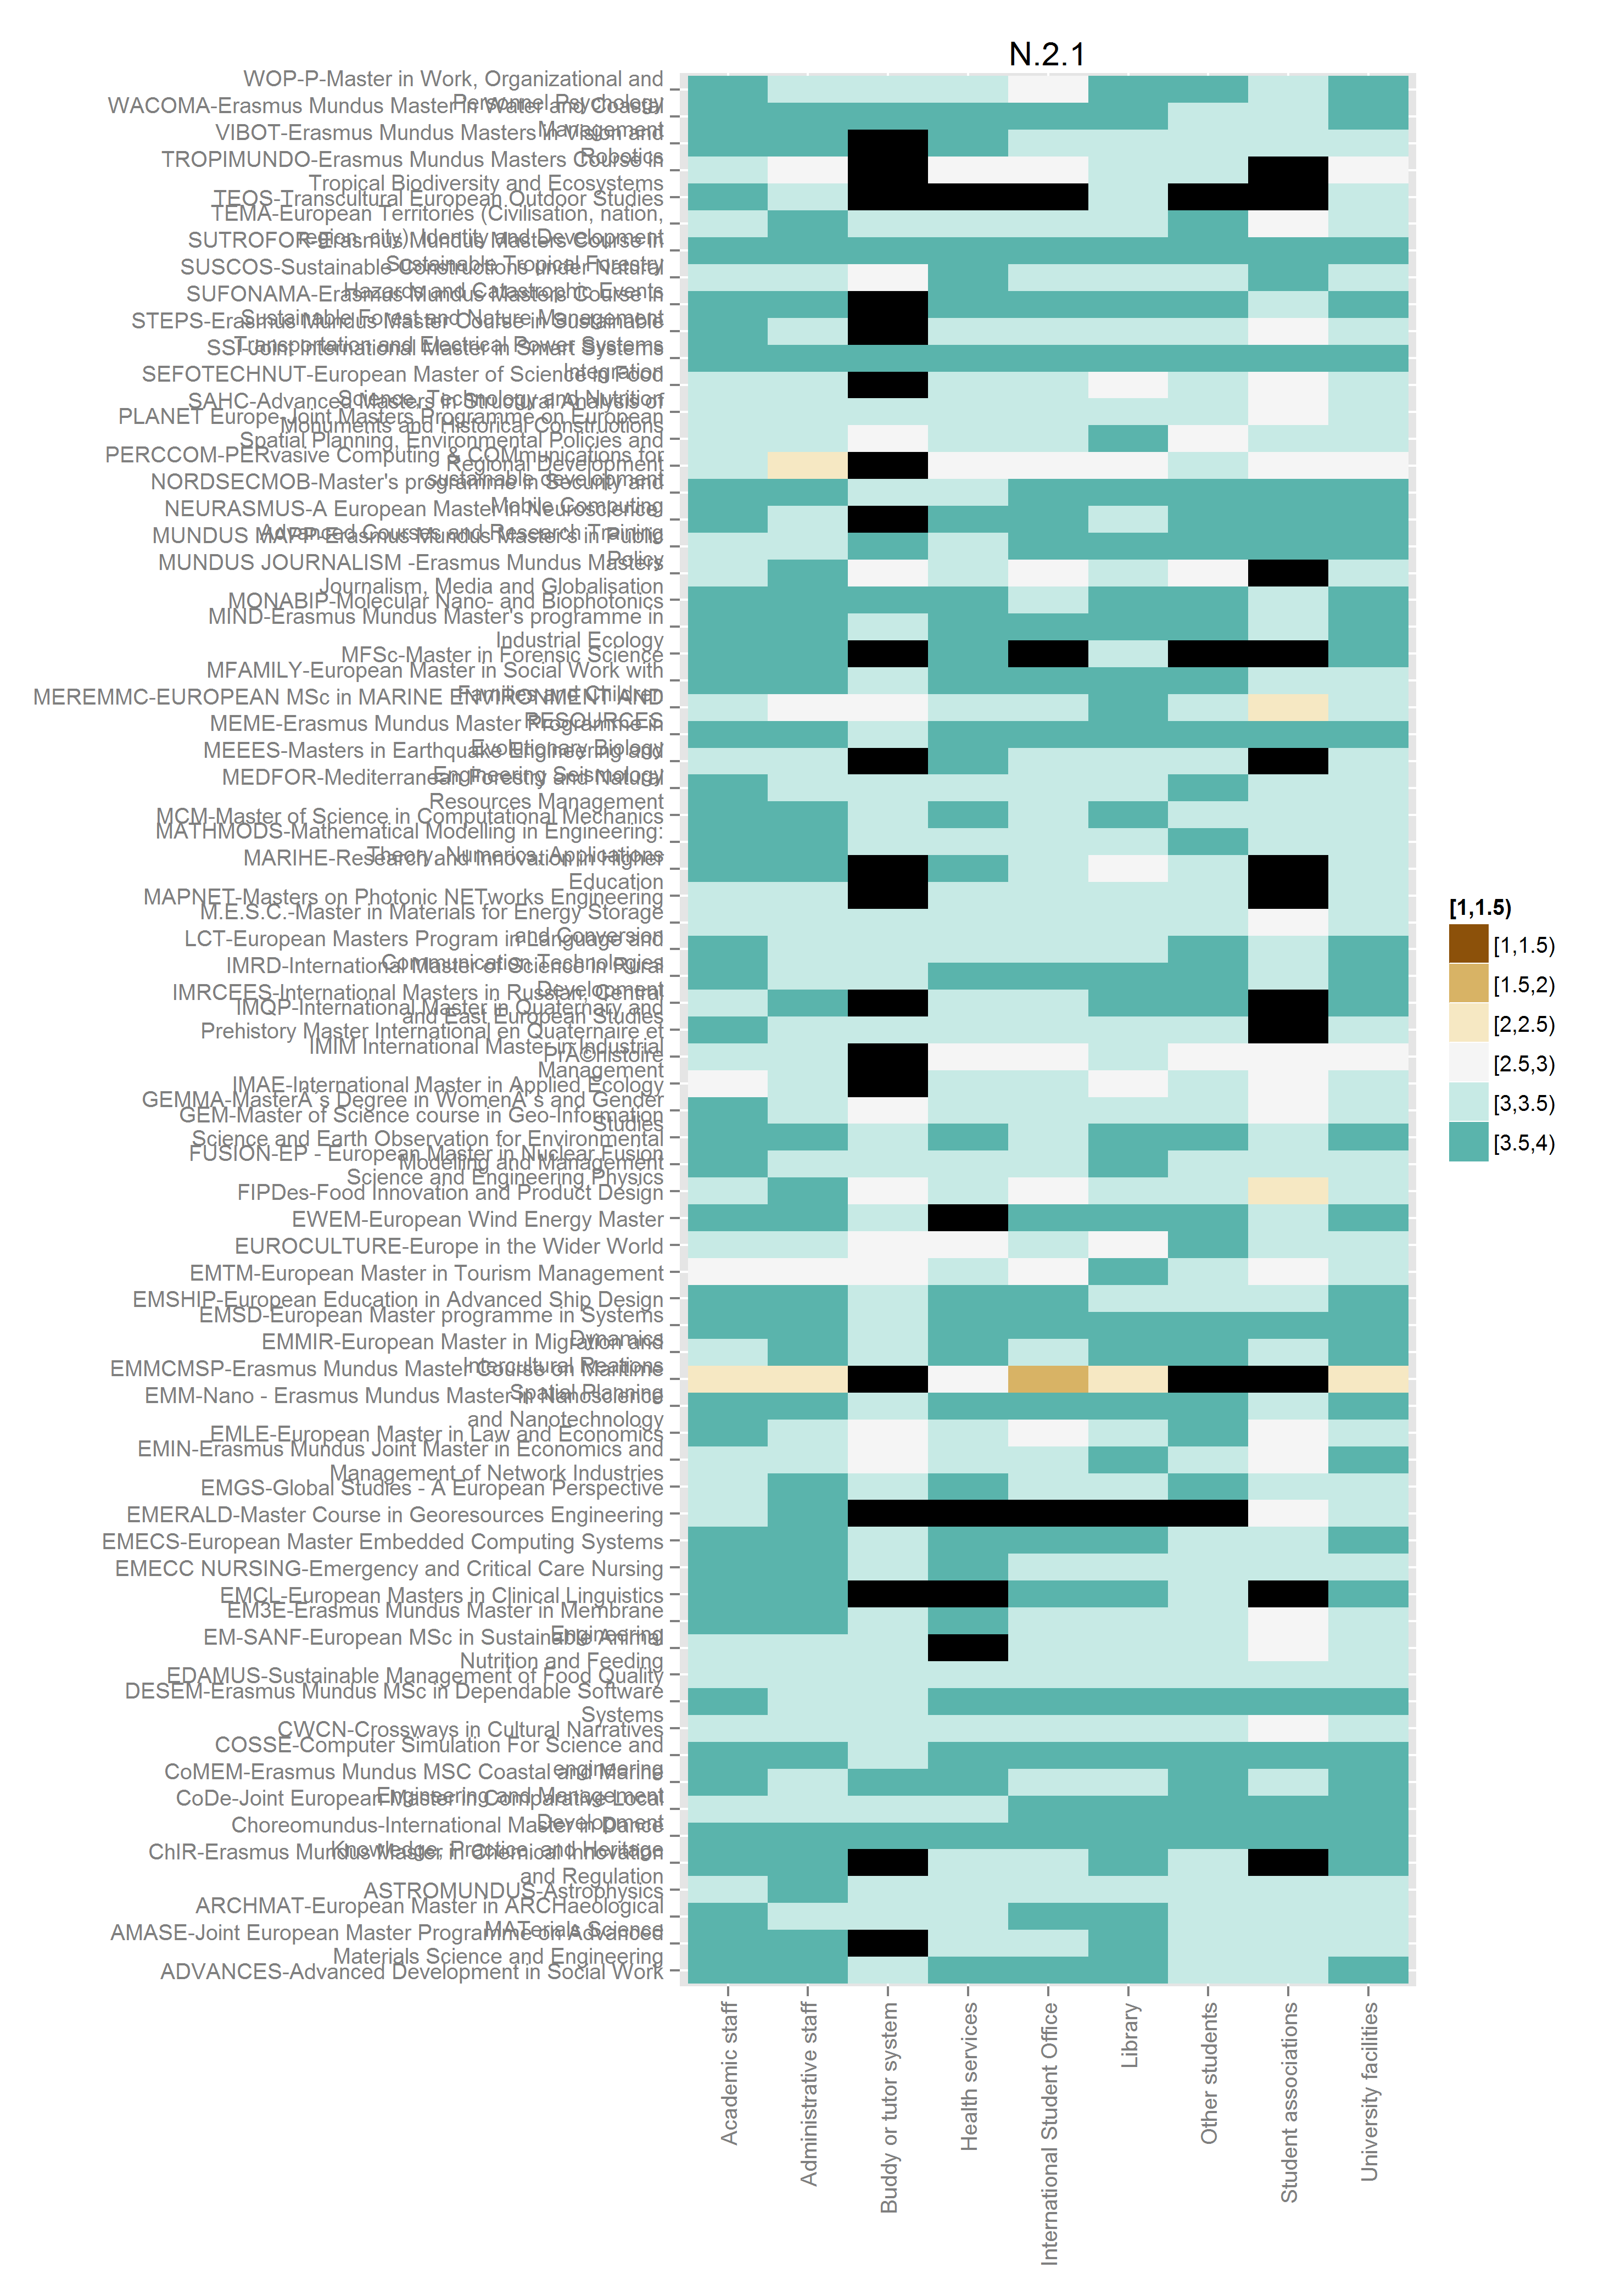 N.2.1
WOP-P-Master in Work, Organizational and
Personnel Psychology
WACOMA-Erasmus Mundus Master in Water and Coastal
Management
VIBOT-Erasmus Mundus Masters in Vision and
Robotics
TROPIMUNDO-Erasmus Mundus Masters Course in
Tropical Biodiversity and Ecosystems
TEOS-Transcultural European Outdoor Studies
TEMA-European Territories (Civilisation, nation,
region, city), Identity and Development
SUTROFOR-Erasmus Mundus Masters Course in
Sustainable Tropical Forestry
SUSCOS-Sustainable Constructions under Natural
Hazards and Catastrophic Events
SUFONAMA-Erasmus Mundus Masters Course in
Sustainable Forest and Nature Management
STEPS-Erasmus Mundus Master Course in Sustainable
Transportation and Electrical Power Systems
SSI-Joint International Master in Smart Systems
Integration
SEFOTECHNUT-European Master of Science in Food
Science, Technology and Nutrition
SAHC-Advanced Masters in Structural Analysis of
Monuments and Historical Constructions
PLANET Europe-Joint Masters Programme on European
Spatial Planning, Environmental Policies and
Regional Development
PERCCOM-PERvasive Computing & COMmunications for
sustainable development
NORDSECMOB-Master's programme in Security and
Mobile Computing
NEURASMUS-A European Master in Neuroscience:
Advanced Courses and Research Training
MUNDUS MAPP-Erasmus Mundus Master's in Public
Policy
MUNDUS JOURNALISM -Erasmus Mundus Masters
Journalism, Media and Globalisation
MONABIP-Molecular Nano- and Biophotonics
MIND-Erasmus Mundus Master's programme in
Industrial Ecology
MFSc-Master in Forensic Science
MFAMILY-European Master in Social Work with
Families and Children
MEREMMC-EUROPEAN MSc in MARINE ENVIRONMENT AND
RESOURCES
MEME-Erasmus Mundus Master Programme in
Evolutionary Biology
MEEES-Masters in Earthquake Engineering and
Engineering Seismology
MEDFOR-Mediterranean Forestry and Natural
Resources Management
MCM-Master of Science in Computational Mechanics
MATHMODS-Mathematical Modelling in Engineering:
Theory, Numerics, Applications
MARIHE-Research and Innovation in Higher
Education
MAPNET-Masters on Photonic NETworks Engineering
M.E.S.C.-Master in Materials for Energy Storage
and Conversion
LCT-European Masters Program in Language and
Communication Technologies
IMRD-International Master of Science in Rural
Development
IMRCEES-International Masters in Russian, Central
and East European Studies
IMQP-International Master in Quaternary and
Prehistory Master International en Quaternaire et
PrÃ©histoire
IMIM International Master in Industrial
Management
IMAE-International Master in Applied Ecology
GEMMA-MasterÂ´s Degree in WomenÂ´s and Gender
Studies
GEM-Master of Science course in Geo-Information
Science and Earth Observation for Environmental
Modelling and Management
FUSION-EP - European Master in Nuclear Fusion
Science and Engineering Physics
FIPDes-Food Innovation and Product Design
EWEM-European Wind Energy Master
EUROCULTURE-Europe in the Wider World
EMTM-European Master in Tourism Management
EMSHIP-European Education in Advanced Ship Design
EMSD-European Master programme in Systems
Dynamics
EMMIR-European Master in Migration and
Intercultural Reations
EMMCMSP-Erasmus Mundus Master Course on Maritime
Spatial Planning
EMM-Nano - Erasmus Mundus Master in Nanoscience
and Nanotechnology
EMLE-European Master in Law and Economics
EMIN-Erasmus Mundus Joint Master in Economics and
Management of Network Industries
EMGS-Global Studies - A European Perspective
EMERALD-Master Course in Georesources Engineering
EMECS-European Master Embedded Computing Systems
EMECC NURSING-Emergency and Critical Care Nursing
EMCL-European Masters in Clinical Linguistics
EM3E-Erasmus Mundus Master in Membrane
Engineering
EM-SANF-European MSc in Sustainable Animal
Nutrition and Feeding
EDAMUS-Sustainable Management of Food Quality
DESEM-Erasmus Mundus MSc in Dependable Software
Systems
CWCN-Crossways in Cultural Narratives
COSSE-Computer Simulation For Science and
engineering
CoMEM-Erasmus Mundus MSC Coastal and Marine
Engineering and Management
CoDe-Joint European Master in Comparative Local
Development
Choreomundus-International Master in Dance
Knowledge, Practice, and Heritage
ChIR-Erasmus Mundus Master in Chemical Innovation
and Regulation
ASTROMUNDUS-Astrophysics
ARCHMAT-European Master in ARCHaeological
MATerials Science
AMASE-Joint European Master Programme on Advanced
Materials Science and Engineering
ADVANCES-Advanced Development in Social Work
Academic staff
Administrative staff
Buddy or tutor system
Health services
International Student Office
Library
Other students
Student associations
University facilities
[1,1.5)
[1,1.5)
[1.5,2)
[2,2.5)
[2.5,3)
[3,3.5)
[3.5,4)